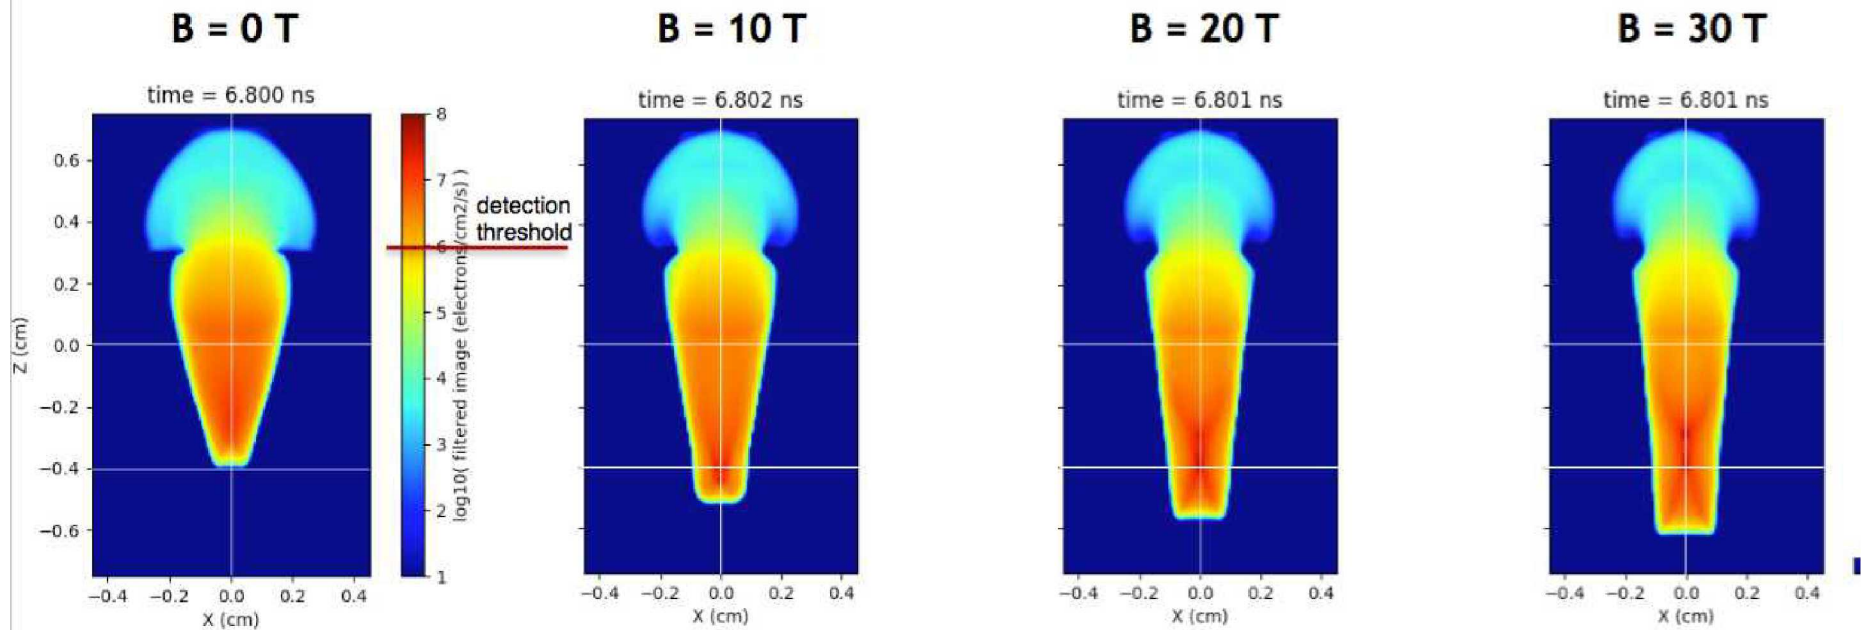 B = 0 T
B = 10 T
B = 20 T
B = 30 T
time = 6.800 ns
time = 6.802 ns
time = 6.801 ns
time = 6.801 ns
Z (cm)
0.6
0.4
0.2
0.0
−0.2
−0.4
−0.6
−0.4 −0.2 0.0 0.2 0.4
X (cm)
8
7
6
5
4
3
2
1
log10( filtered image (electrons/cm2/s) )
detection
threshold
−0.4 −0.2 0.0 0.2 0.4
X (cm)
−0.4 −0.2 0.0 0.2 0.4
X (cm)
−0.4 −0.2 0.0 0.2 0.4
X (cm)